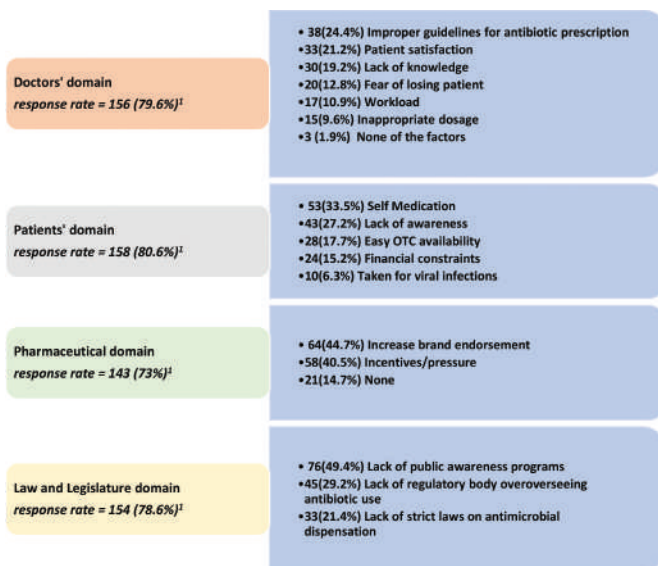 Doctors' domain
response rate = 156 (79.6%)¹
• 38(24.4%) Improper guidelines for antibiotic prescription
• 33(21.2%) Patient satisfaction
• 30(19.2%) Lack of knowledge
• 20(12.8%) Fear of losing patient
• 17(10.9%) Workload
• 15(9.6%) Inappropriate dosage
• 3 (1.9%) None of the factors
Patients' domain
response rate = 158 (80.6%)¹
• 53(33.5%) Self Medication
• 43(27.2%) Lack of awareness
• 28(17.7%) Easy OTC availability
• 24(15.2%) Financial constraints
• 10(6.3%) Taken for viral infections
Pharmaceutical domain
response rate = 143 (73%)¹
• 64(44.7%) Increase brand endorsement
• 58(40.5%) Incentives/pressure
• 21(14.7%) None
Law and Legislature domain
response rate = 154 (78.6%)¹
• 76(49.4%) Lack of public awareness programs
• 45(29.2%) Lack of regulatory body overoverseeing
antibiotic use
• 33(21.4%) Lack of strict laws on antimicrobial
dispensation